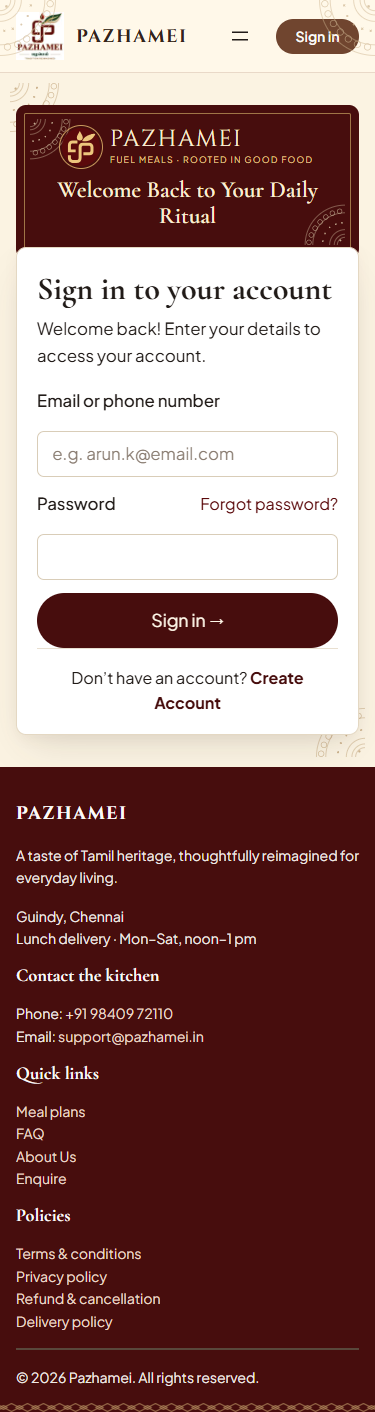 PAZHAMEI
PAZHAMEI
Sign in
PAZHAMEI
FUEL MEALS · ROOTED IN GOOD FOOD
Welcome Back to Your Daily
Ritual
Sign in to your account
Welcome back! Enter your details to
access your account.
Email or phone number
e.g. arun.k@email.com
Password Forgot password?
Sign in →
Don't have an account? Create
Account
PAZHAMEI
A taste of Tamil heritage, thoughtfully reimagined for
everyday living.
Guindy, Chennai
Lunch delivery · Mon–Sat, noon–1 pm
Contact the kitchen
Phone: +91 98409 72110
Email: support@pazhamei.in
Quick links
Meal plans
FAQ
About Us
Enquire
Policies
Terms & conditions
Privacy policy
Refund & cancellation
Delivery policy
© 2026 Pazhamei. All rights reserved.